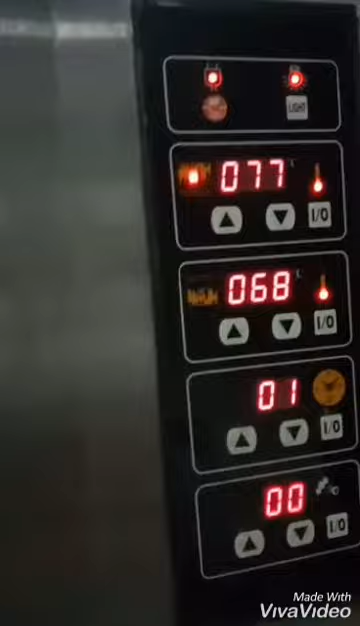 LIGHT
077
I/O
068
I/O
01
I/O
00
I/O
Made With
VivaVideo